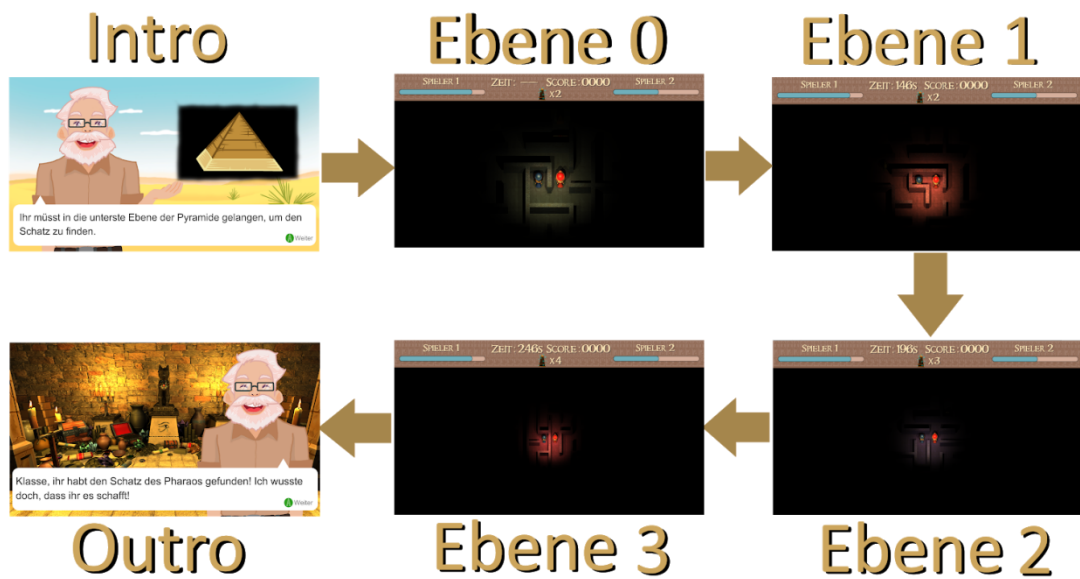 Intro
Ebene 0
Ebene 1
SPIELER 1 ZEIT: --- SCORE:0000 SPIELER 2
x2
SPIELER 1 ZEIT: 146s SCORE:0000 SPIELER 2
x2
Ihr müsst in die unterste Ebene der Pyramide gelangen, um den
Schatz zu finden.
A Weiter
SPIELER 1 ZEIT: 246s SCORE:0000 SPIELER 2
x4
SPIELER 1 ZEIT: 196s SCORE:0000 SPIELER 2
x3
Klasse, ihr habt den Schatz des Pharaos gefunden! Ich wusste
doch, dass ihr es schafft!
A Weiter
Outro
Ebene 3
Ebene 2